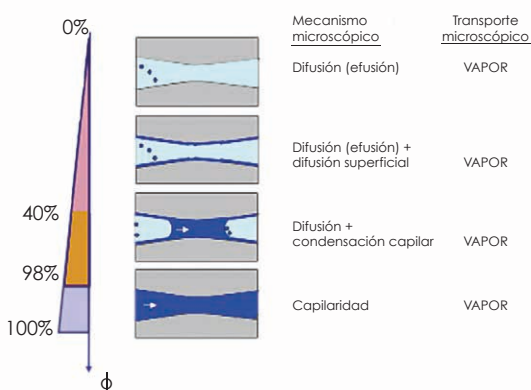 Mecanismo
microscópico
Transporte
microscópico
0%
Difusión (efusión)
VAPOR
Difusión (efusión) +
difusión superficial
VAPOR
40%
Difusión +
condensación capilar
VAPOR
98%
Capilaridad
VAPOR
100%
ϕ